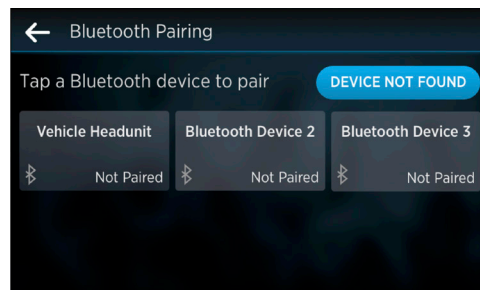 Bluetooth Pairing
Tap a Bluetooth device to pair
DEVICE NOT FOUND
Vehicle Headunit
Not Paired
Bluetooth Device 2
Not Paired
Bluetooth Device 3
Not Paired